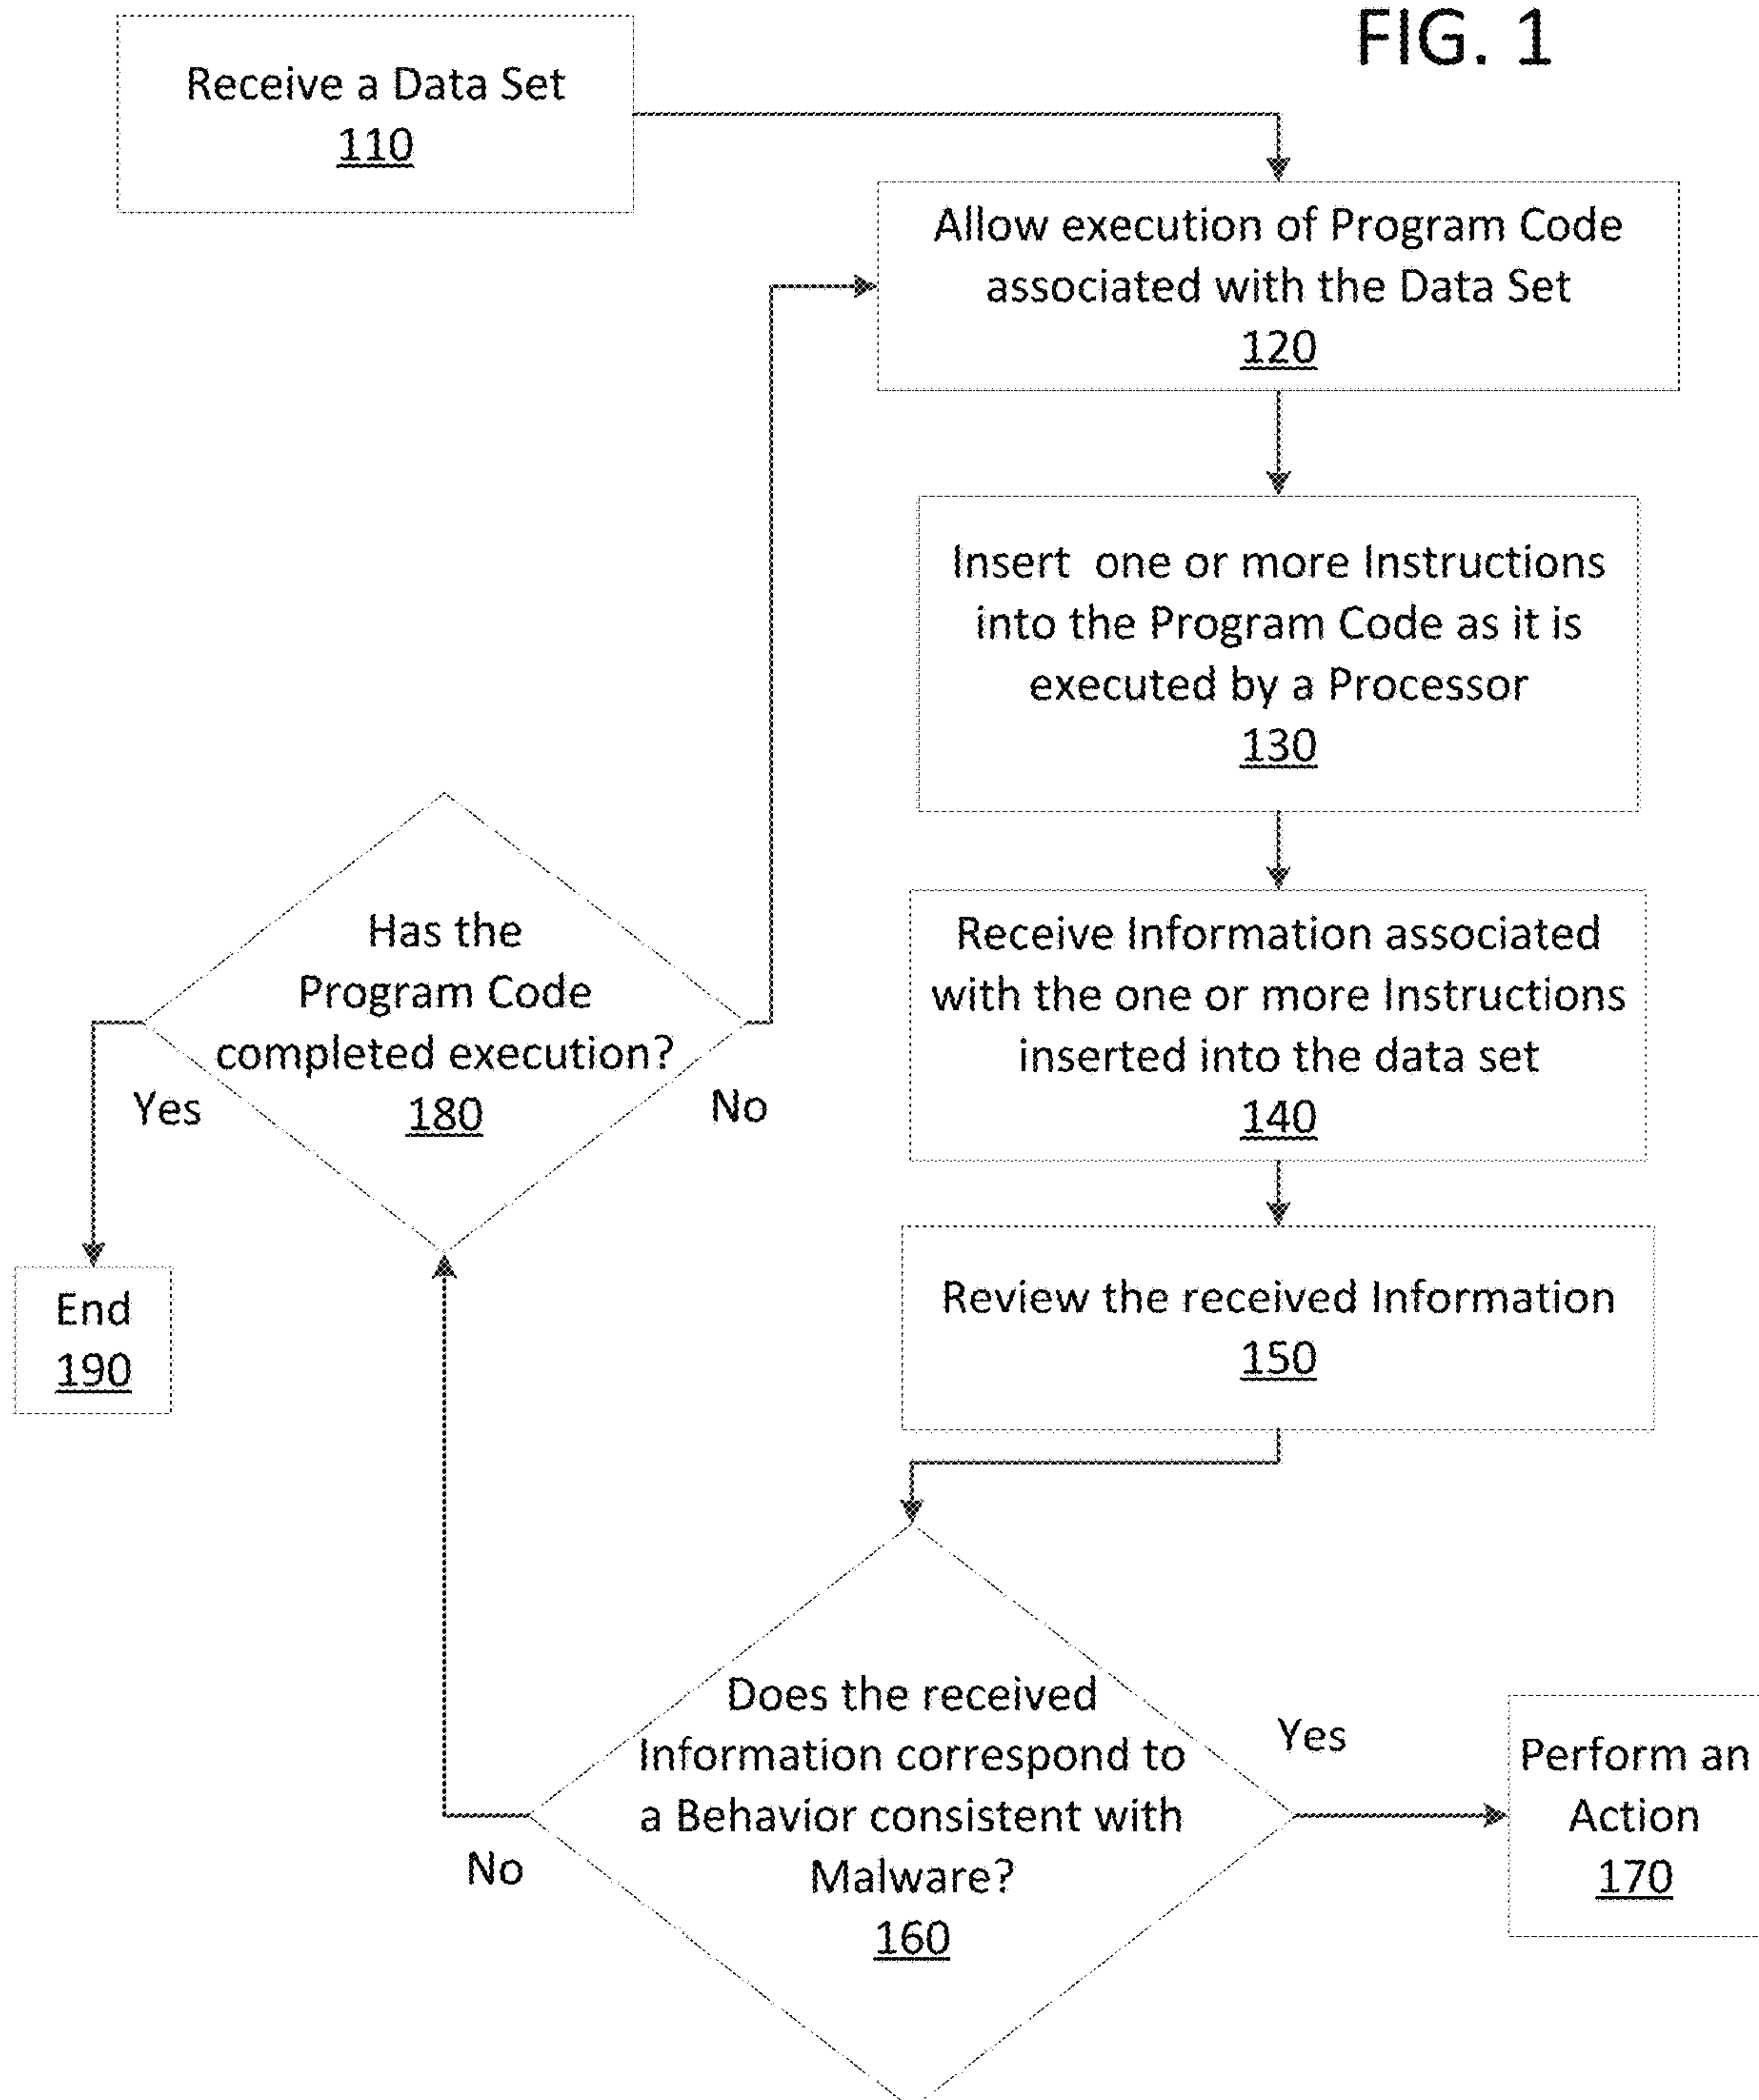 FIG. 1
Receive a Data Set
110
Allow execution of Program Code
associated with the Data Set
120
Insert one or more Instructions
into the Program Code as it is
executed by a Processor
130
Receive Information associated
with the one or more Instructions
inserted into the data set
140
Review the received Information
150
Does the received
Information correspond to
a Behavior consistent with
Malware?
160
Yes
No
Perform an
Action
170
Has the
Program Code
completed execution?
180
Yes
No
End
190